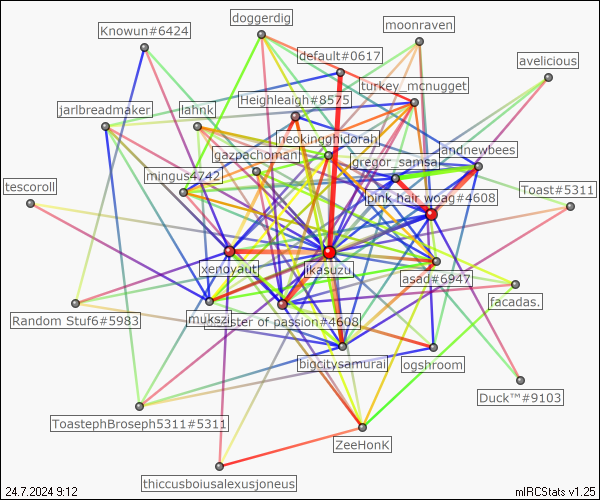 doggerdig
moonraven
Knowun#6424
default#0617
avelicious
turkey_mcnugget
Heighleaigh#8575
jarlbreadmaker
lahnk
neokingghidorah
landnewbees
gazpachoman
gregor_samsa
mingus4742
tescoroll
pink hair woag#4608
Toast#5311
xenoyaut
ikasuzu
asad#6947
facadas.
Random Stuf6#5983
mukszi
ster of passion#4608
bigcitysamurai
ogshroom
Duck™#9103
ToastephBroseph5311#5311
ZeeHonK
thiccusboiusalexusjoneus
24.7.2024 9:12
mIRCStats v1.25